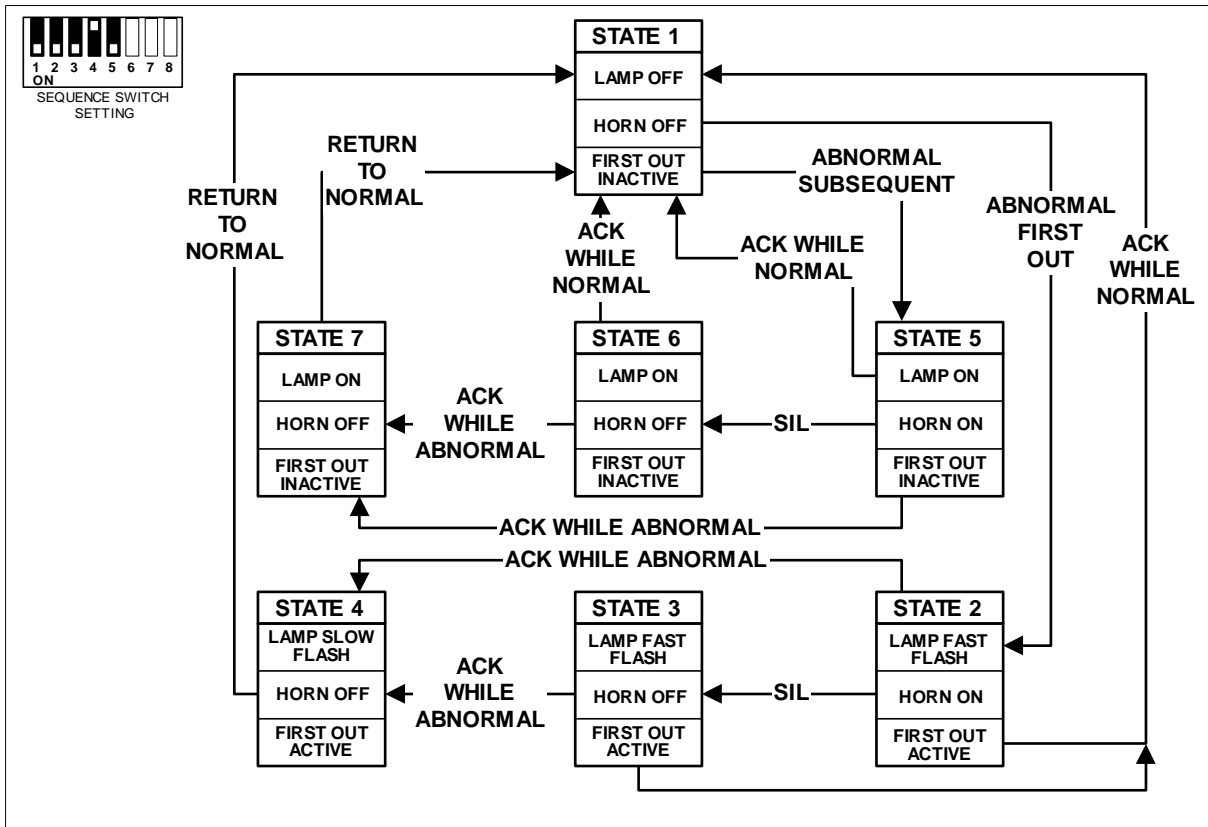 1 2 3 4 5 6 7 8
ON
SEQUENCE SWITCH
SETTING
STATE 1
LAMP OFF
HORN OFF
FIRST OUT
INACTIVE
RETURN
TO
NORMAL
RETURN
TO
NORMAL
ABNORMAL
SUBSEQUENT
ABNORMAL
FIRST
OUT
ACK
WHILE
NORMAL
ACK
WHILE
NORMAL
ACK WHILE
NORMAL
STATE 7
LAMP ON
HORN OFF
FIRST OUT
INACTIVE
ACK
WHILE
ABNORMAL
STATE 6
LAMP ON
HORN OFF
FIRST OUT
INACTIVE
SIL
STATE 5
LAMP ON
HORN ON
FIRST OUT
INACTIVE
ACK WHILE ABNORMAL
ACK WHILE ABNORMAL
STATE 4
LAMP SLOW
FLASH
HORN OFF
FIRST OUT
ACTIVE
ACK
WHILE
ABNORMAL
STATE 3
LAMP FAST
FLASH
HORN OFF
FIRST OUT
ACTIVE
SIL
STATE 2
LAMP FAST
FLASH
HORN ON
FIRST OUT
ACTIVE